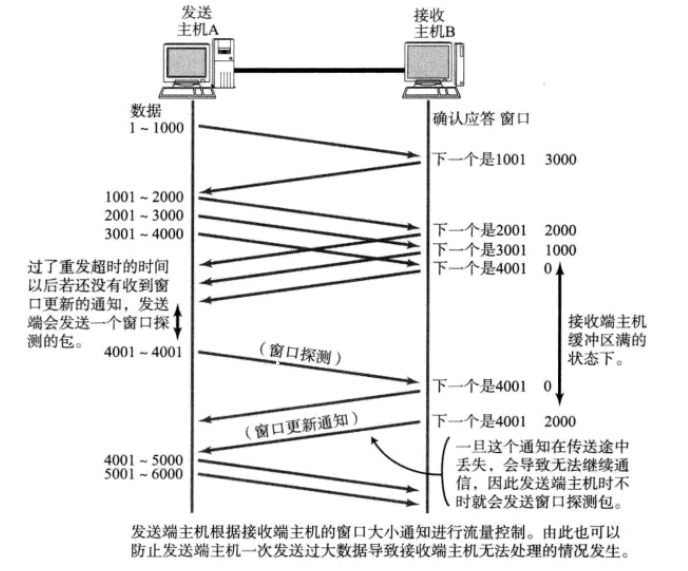 发送
主机A
接收
主机B
数据
确认应答 窗口
1～1000
下一个是1001 3000
1001～2000
2001～3000
3001～4000
下一个是2001 2000
下一个是3001 1000
下一个是4001 0
过了重发超时的时间
以后若还没有收到窗
口更新的通知，发送
端会发送一个窗口探
测的包。
接收端主机
缓冲区满的
状态下。
4001～4001
（窗口探测）
下一个是4001 0
（窗口更新通知）
下一个是4001 2000
4001～5000
5001～6000
一旦这个通知在传送途中
丢失，会导致无法继续通
信，因此发送端主机时不
时就会发送窗口探测包。
发送端主机根据接收端主机的窗口大小通知进行流量控制。由此也可以
防止发送端主机一次发送过大数据导致接收端主机无法处理的情况发生。